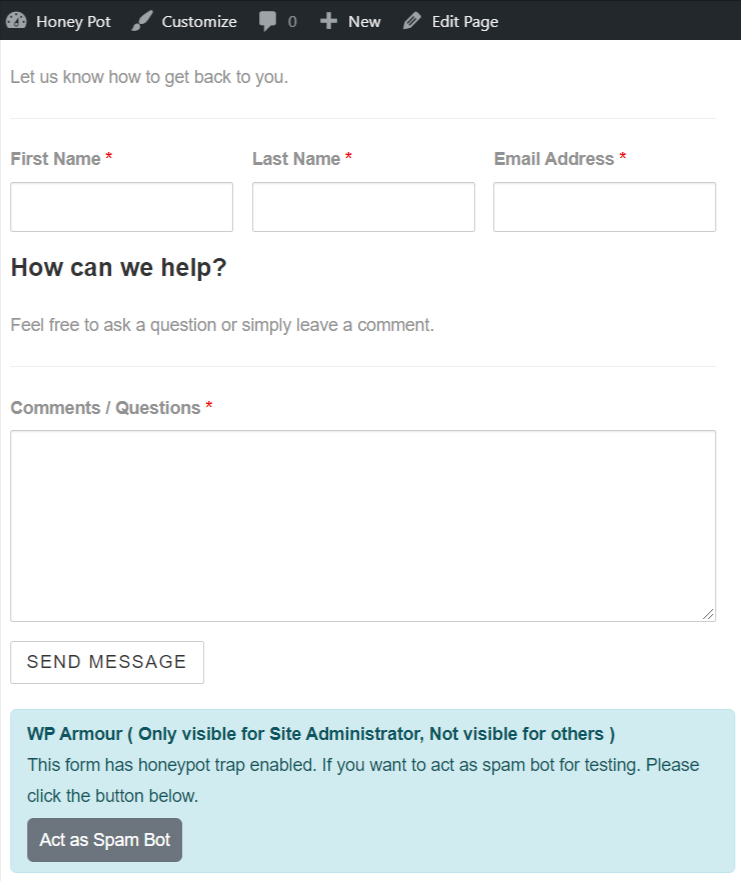 Honey Pot Customize 0 New Edit Page
Let us know how to get back to you.
First Name * Last Name * Email Address *
How can we help?
Feel free to ask a question or simply leave a comment.
Comments / Questions *
SEND MESSAGE
WP Armour ( Only visible for Site Administrator, Not visible for others )
This form has honeypot trap enabled. If you want to act as spam bot for testing. Please
click the button below.
Act as Spam Bot